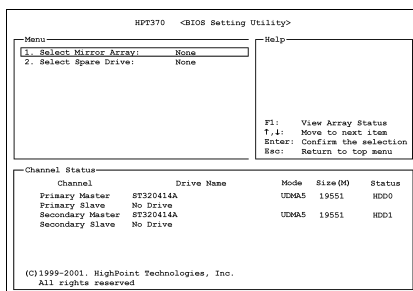 HPT370 <BIOS Setting Utility>
Menu
1. Select Mirror Array: None
2. Select Spare Drive: None
Help
F1: View Array Status
↑,↓: Move to next item
Enter: Confirm the selection
Esc: Return to top menu
Channel Status
Channel Drive Name Mode Size(M) Status
Primary Master ST320414A UDMA5 19551 HDD0
Primary Slave No Drive
Secondary Master ST320414A UDMA5 19551 HDD1
Secondary Slave No Drive
(C)1999-2001. HighPoint Technologies, Inc.
All rights reserved